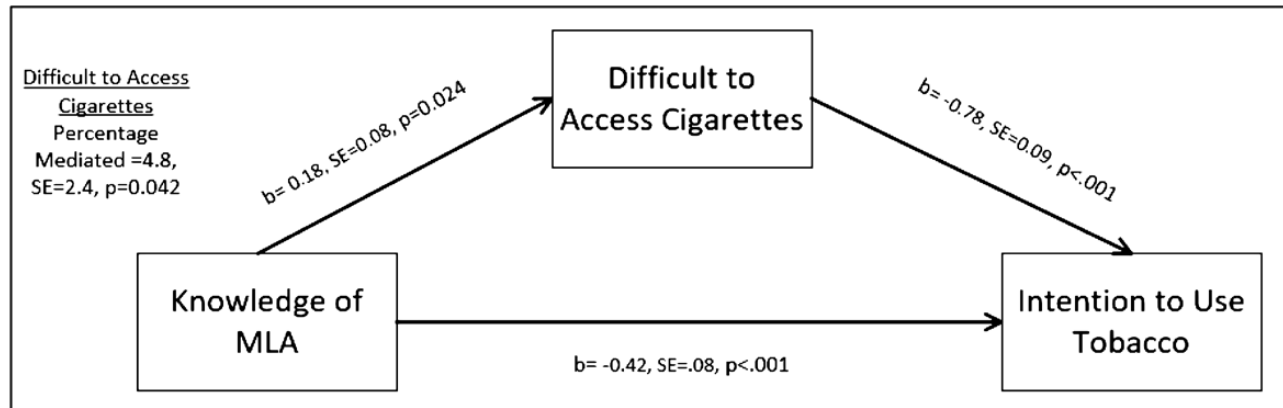 Difficult to Access
Cigarettes
Percentage
Mediated =4.8,
SE=2.4, p=0.042
Difficult to
Access Cigarettes
b= 0.18, SE=0.08, p=0.024
b= -0.78, SE=0.09, p<.001
Knowledge of
MLA
Intention to Use
Tobacco
b= -0.42, SE=.08, p<.001